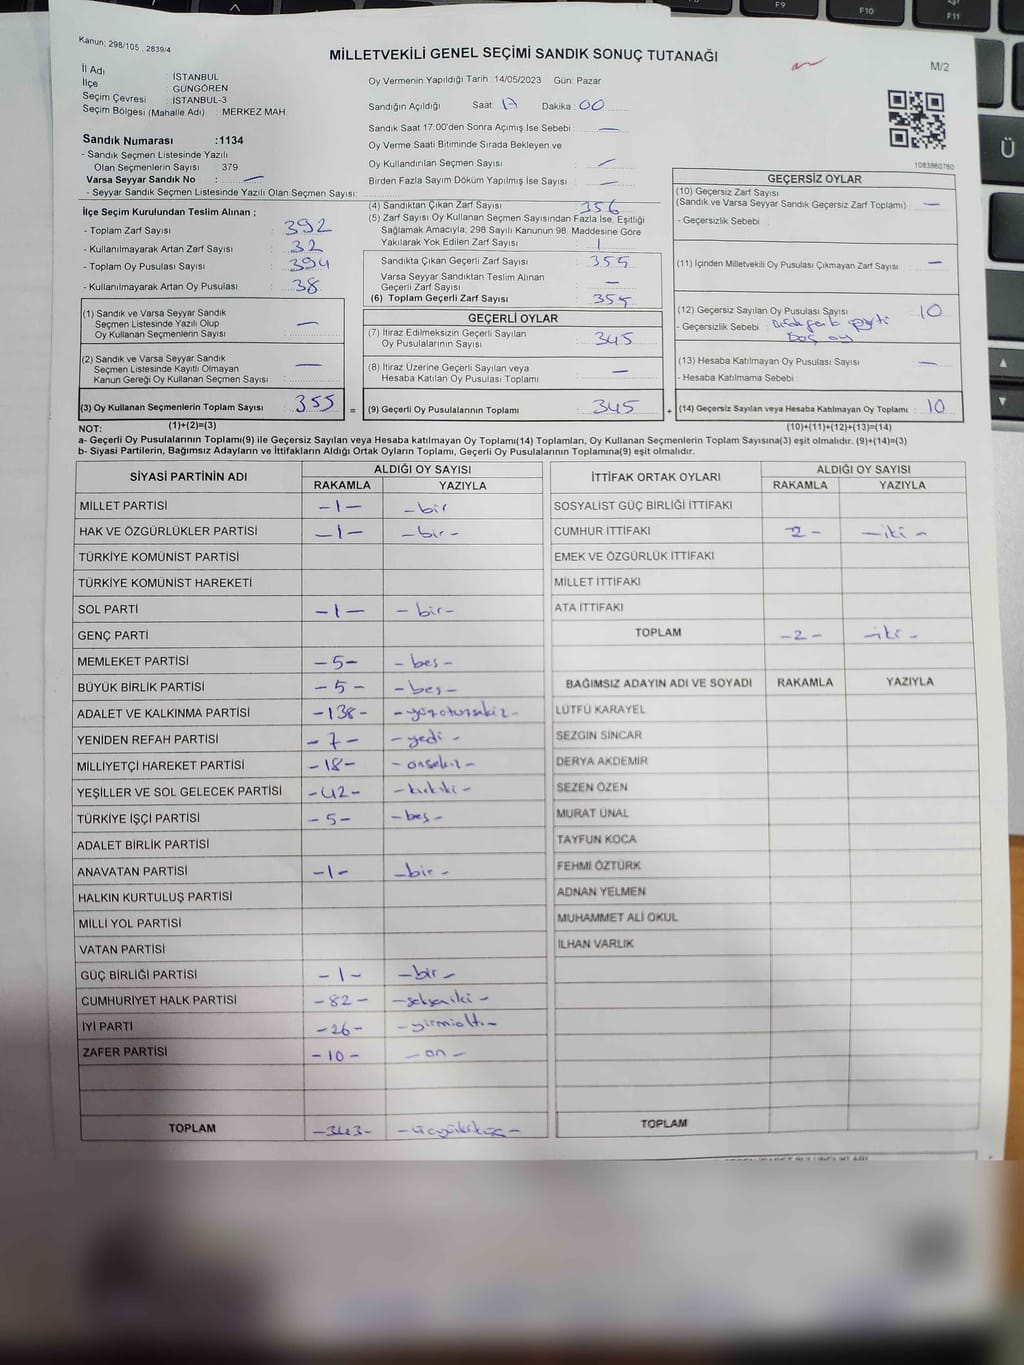 Kanun; 298/105 , 2839/4
MİLLETVEKİLİ GENEL SEÇİMİ SANDIK SONUÇ TUTANAĞI
M/2
İl Adı : İSTANBUL
İlçe : GÜNGÖREN
Seçim Çevresi : İSTANBUL-3
Seçim Bölgesi (Mahalle Adı) : MERKEZ MAH.
Sandık Numarası :1134
- Sandık Seçmen Listesinde Yazılı
Olan Seçmenlerin Sayısı 379
Varsa Seyyar Sandık No : —
- Seyyar Sandık Seçmen Listesinde Yazılı Olan Seçmen Sayısı:
Oy Vermenin Yapıldığı Tarih :14/05/2023 Gün: Pazar
Sandığın Açıldığı Saat: 17 Dakika 00
Sandık Saat 17:00'den Sonra Açımış İse Sebebi : —
Oy Verme Saati Bitiminde Sırada Bekleyen ve
Oy Kullandırılan Seçmen Sayısı : —
Birden Fazla Sayım Döküm Yapılmış İse Sayısı : —
1083860760
İlçe Seçim Kurulundan Teslim Alınan ;
- Toplam Zarf Sayısı : 392
- Kullanılmayarak Artan Zarf Sayısı : 32
- Toplam Oy Pusulası Sayısı : 394
- Kullanılmayarak Artan Oy Pusulası : 38
(1) Sandık ve Varsa Seyyar Sandık
Seçmen Listesinde Yazılı Olup
Oy Kullanan Seçmenlerin Sayısı : —
(2) Sandık ve Varsa Seyyar Sandık
Seçmen Listesinde Kayıtlı Olmayan
Kanun Gereği Oy Kullanan Seçmen Sayısı : —
(3) Oy Kullanan Seçmenlerin Toplam Sayısı : 355 =
(1)+(2)=(3)
(4) Sandıktan Çıkan Zarf Sayısı : 356
(5) Zarf Sayısı Oy Kullanan Seçmen Sayısından Fazla İse, Eşitliği
Sağlamak Amacıyla; 298 Sayılı Kanunun 98. Maddesine Göre
Yakılarak Yok Edilen Zarf Sayısı : 1
Sandıkta Çıkan Geçerli Zarf Sayısı : 355
Varsa Seyyar Sandıktan Teslim Alınan
Geçerli Zarf Sayısı : —
(6) Toplam Geçerli Zarf Sayısı : 355
GEÇERLİ OYLAR
(7) İtiraz Edilmeksizin Geçerli Sayılan
Oy Pusulalarının Sayısı : 345
(8) İtiraz Üzerine Geçerli Sayılan veya
Hesaba Katılan Oy Pusulası Toplamı : —
(9) Geçerli Oy Pusulalarının Toplamı : 345 +
GEÇERSİZ OYLAR
(10) Geçersiz Zarf Sayısı
(Sandık ve Varsa Seyyar Sandık Geçersiz Zarf Toplamı) : —
- Geçersizlik Sebebi :
(11) İçinden Milletvekili Oy Pusulası Çıkmayan Zarf Sayısı : —
(12) Geçersiz Sayılan Oy Pusulası Sayısı : 10
- Geçersizlik Sebebi : parti
boş oy
(13) Hesaba Katılmayan Oy Pusulası Sayısı : —
- Hesaba Katılmama Sebebi :
(14) Geçersiz Sayılan veya Hesaba Katılmayan Oy Toplamı : 10
(10)+(11)+(12)+(13)=(14)
NOT:
a- Geçerli Oy Pusulalarının Toplamı(9) ile Geçersiz Sayılan veya Hesaba katılmayan Oy Toplamı(14) Toplamları, Oy Kullanan Seçmenlerin Toplam Sayısına(3) eşit olmalıdır. (9)+(14)=(3)
b- Siyasi Partilerin, Bağımsız Adayların ve İttifakların Aldığı Ortak Oyların Toplamı, Geçerli Oy Pusulalarının Toplamına(9) eşit olmalıdır.
SİYASİ PARTİNİN ADI ALDIĞI OY SAYISI
RAKAMLA YAZIYLA
MİLLET PARTİSİ -1- -bir
HAK VE ÖZGÜRLÜKLER PARTİSİ -1- -bir-
TÜRKİYE KOMÜNİST PARTİSİ
TÜRKİYE KOMÜNİST HAREKETİ
SOL PARTİ -1- -bir-
GENÇ PARTİ
MEMLEKET PARTİSİ -5- -beş-
BÜYÜK BİRLİK PARTİSİ -5- -beş-
ADALET VE KALKINMA PARTİSİ -138- -yüzotuzsekiz-
YENİDEN REFAH PARTİSİ -7- -yedi-
MİLLİYETÇİ HAREKET PARTİSİ -18- -onsekiz-
YEŞİLLER VE SOL GELECEK PARTİSİ -42- -kırkiki-
TÜRKİYE İŞÇİ PARTİSİ -5- -beş-
ADALET BİRLİK PARTİSİ
ANAVATAN PARTİSİ -1- -bir-
HALKIN KURTULUŞ PARTİSİ
MİLLİ YOL PARTİSİ
VATAN PARTİSİ
GÜÇ BİRLİĞİ PARTİSİ -1- -bir-
CUMHURİYET HALK PARTİSİ -82- -sekseniki-
İYİ PARTİ -26- -yirmialtı-
ZAFER PARTİSİ -10- -on-
TOPLAM -343- -üçyüzkırküç-
İTTİFAK ORTAK OYLARI ALDIĞI OY SAYISI
RAKAMLA YAZIYLA
SOSYALİST GÜÇ BİRLİĞİ İTTİFAKI
CUMHUR İTTİFAKI 2- -iki-
EMEK VE ÖZGÜRLÜK İTTİFAKI
MİLLET İTTİFAKI
ATA İTTİFAKI
TOPLAM -2- -iki-
BAĞIMSIZ ADAYIN ADI VE SOYADI RAKAMLA YAZIYLA
LÜTFÜ KARAYEL
SEZGİN SİNCAR
DERYA AKDEMİR
SEZEN ÖZEN
MURAT ÜNAL
TAYFUN KOCA
FEHMİ ÖZTÜRK
ADNAN YELMEN
MUHAMMET ALİ OKUL
İLHAN VARLIK
TOPLAM
F9
F10
F11
Ü